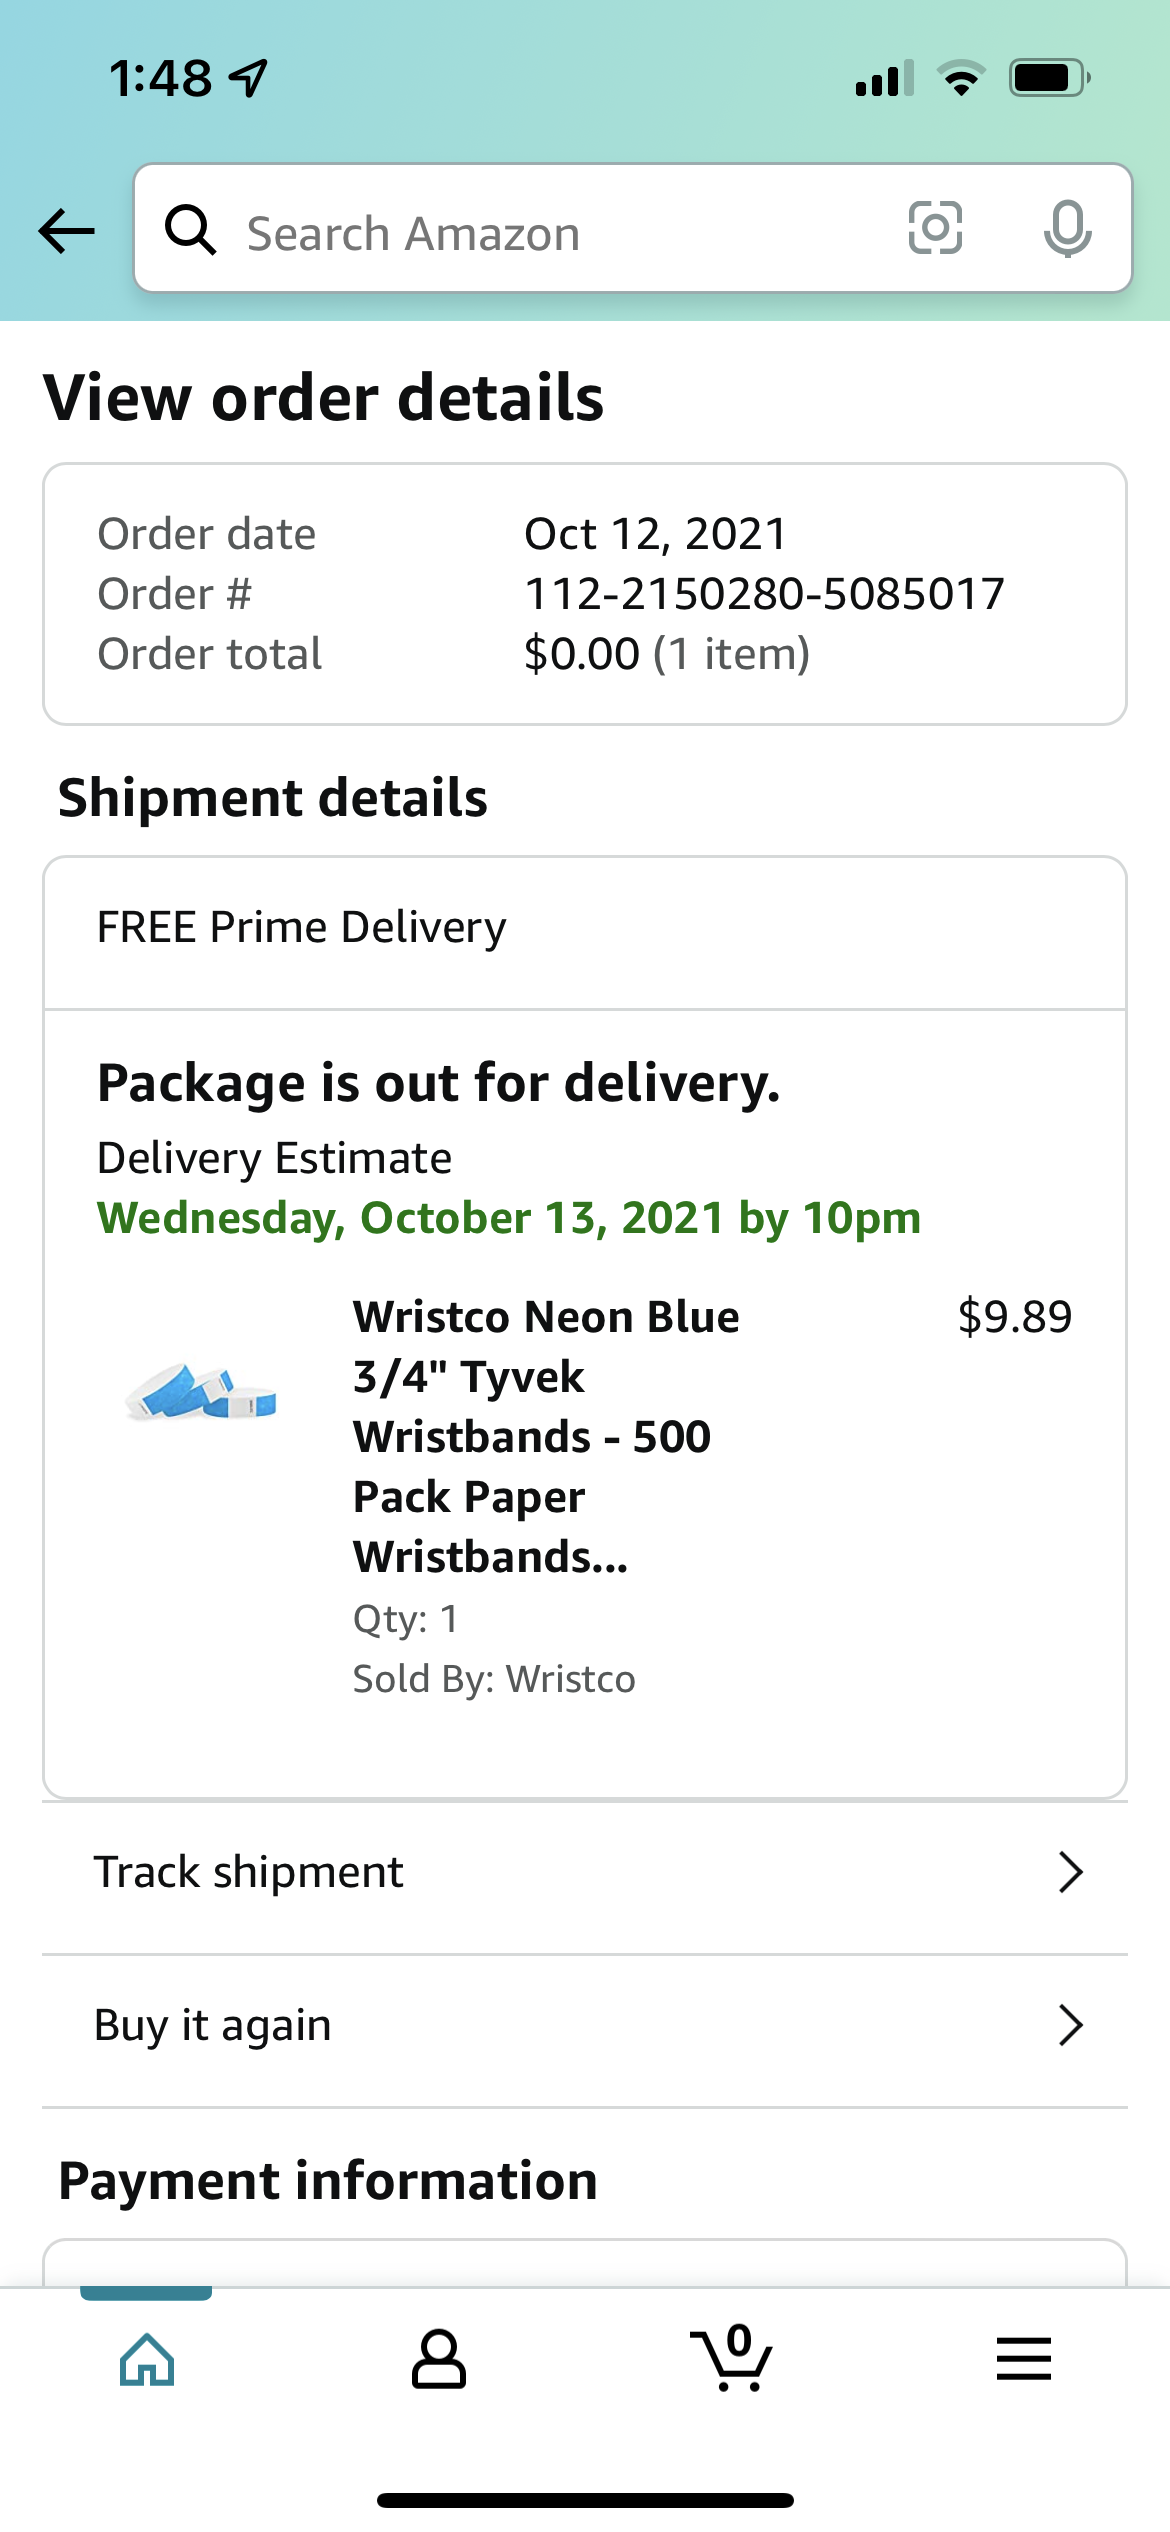 1:48
Search Amazon
View order details
Order date Oct 12, 2021
Order # 112-2150280-5085017
Order total $0.00 (1 item)
Shipment details
FREE Prime Delivery
Package is out for delivery.
Delivery Estimate
Wednesday, October 13, 2021 by 10pm
Wristco Neon Blue $9.89
3/4" Tyvek
Wristbands - 500
Pack Paper
Wristbands...
Qty: 1
Sold By: Wristco
Track shipment
Buy it again
Payment information
0